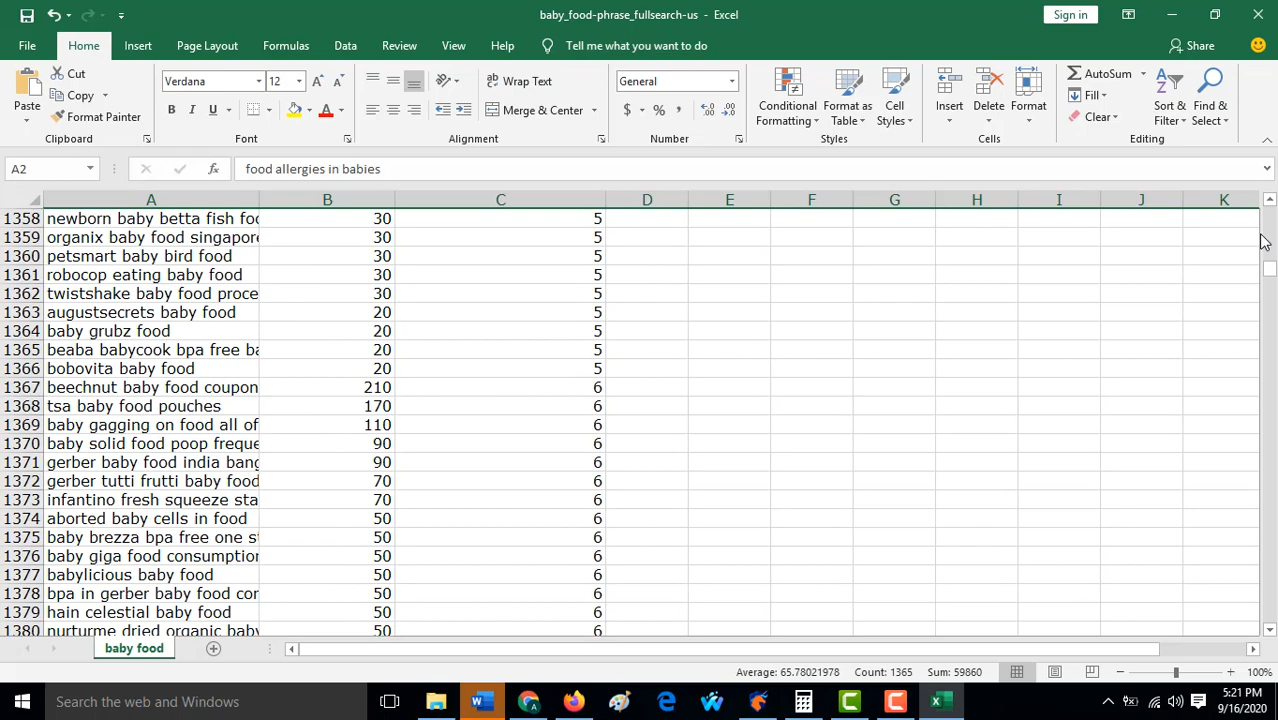 baby_food-phrase_fullsearch-us - Excel
Sign in
File Home Insert Page Layout Formulas Data Review View Help Tell me what you want to do Share
Paste
Cut
Copy
Format Painter
Clipboard
Verdana 12
B I U
Font
Wrap Text
Merge & Center
Alignment
General
$ % ,
Number
Conditional Formatting
Format as Table
Cell Styles
Styles
Insert
Delete
Format
Cells
AutoSum
Fill
Clear
Sort & Filter
Find & Select
Editing
A2 fx food allergies in babies
A B C D E F G H I J K
1358 newborn baby betta fish foo 30 5
1359 organix baby food singapore 30 5
1360 petsmart baby bird food 30 5
1361 robocop eating baby food 30 5
1362 twistshake baby food proce 30 5
1363 augustsecrets baby food 20 5
1364 baby grubz food 20 5
1365 beaba babycook bpa free ba 20 5
1366 bobovita baby food 20 5
1367 beechnut baby food coupon 210 6
1368 tsa baby food pouches 170 6
1369 baby gagging on food all of 110 6
1370 baby solid food poop freque 90 6
1371 gerber baby food india bang 90 6
1372 gerber tutti frutti baby food 70 6
1373 infantino fresh squeeze sta 70 6
1374 aborted baby cells in food 50 6
1375 baby brezza bpa free one st 50 6
1376 baby giga food consumption 50 6
1377 babylicious baby food 50 6
1378 bpa in gerber baby food con 50 6
1379 hain celestial baby food 50 6
1380 nurturme dried organic baby 50 6
baby food
Average: 65.78021978 Count: 1365 Sum: 59860 100%
Search the web and Windows
5:21 PM
9/16/2020